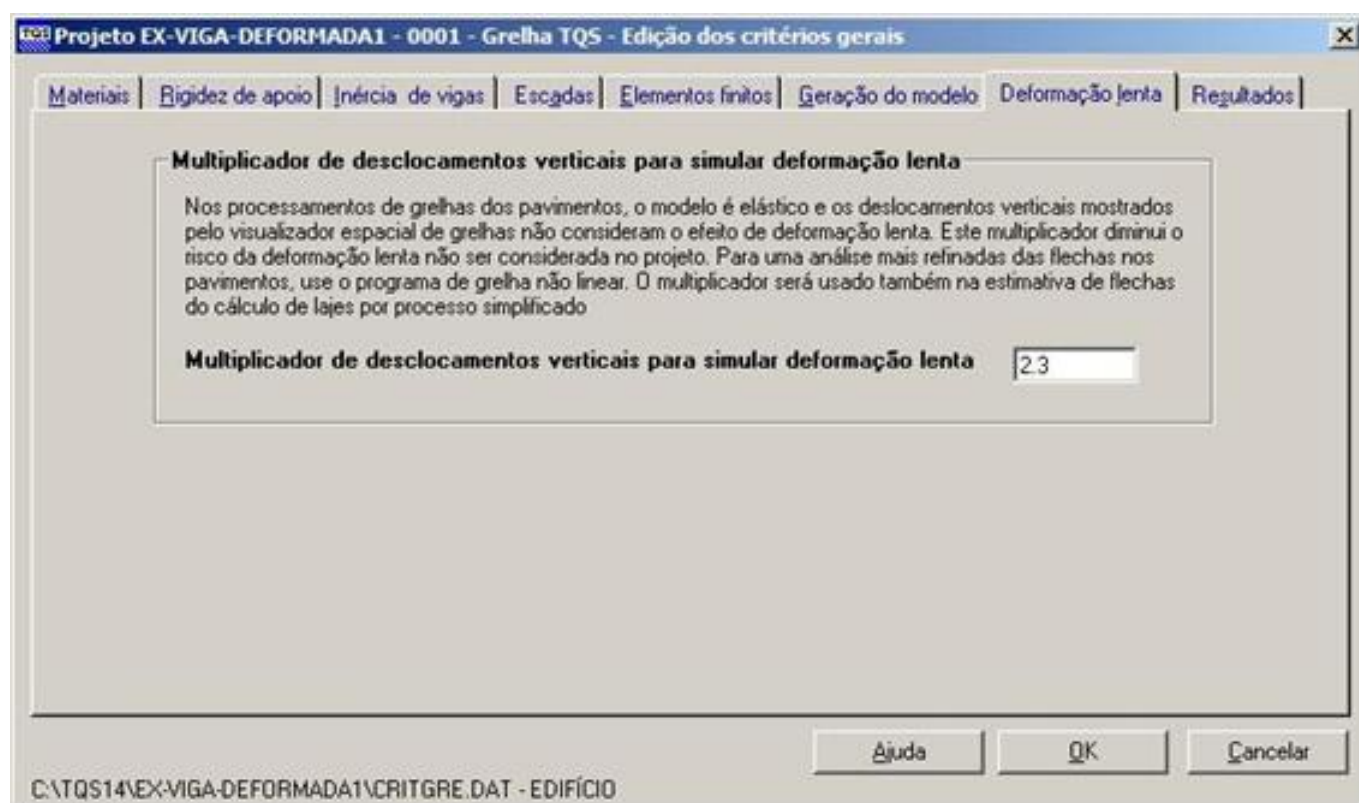 TQS Projeto EX-VIGA-DEFORMADA1 - 0001 - Grelha TQS - Edição dos critérios gerais
Materiais Rigidez de apoio Inércia de vigas Escadas Elementos finitos Geração do modelo Deformação lenta Resultados
Multiplicador de desclocamentos verticais para simular deformação lenta
Nos processamentos de grelhas dos pavimentos, o modelo é elástico e os deslocamentos verticais mostrados
pelo visualizador espacial de grelhas não consideram o efeito de deformação lenta. Este multiplicador diminui o
risco da deformação lenta não ser considerada no projeto. Para uma análise mais refinadas das flechas nos
pavimentos, use o programa de grelha não linear. O multiplicador será usado também na estimativa de flechas
do cálculo de lajes por processo simplificado
Multiplicador de desclocamentos verticais para simular deformação lenta 2.3
Ajuda OK Cancelar
C:\TQS14\EX-VIGA-DEFORMADA1\CRITGRE.DAT - EDIFÍCIO